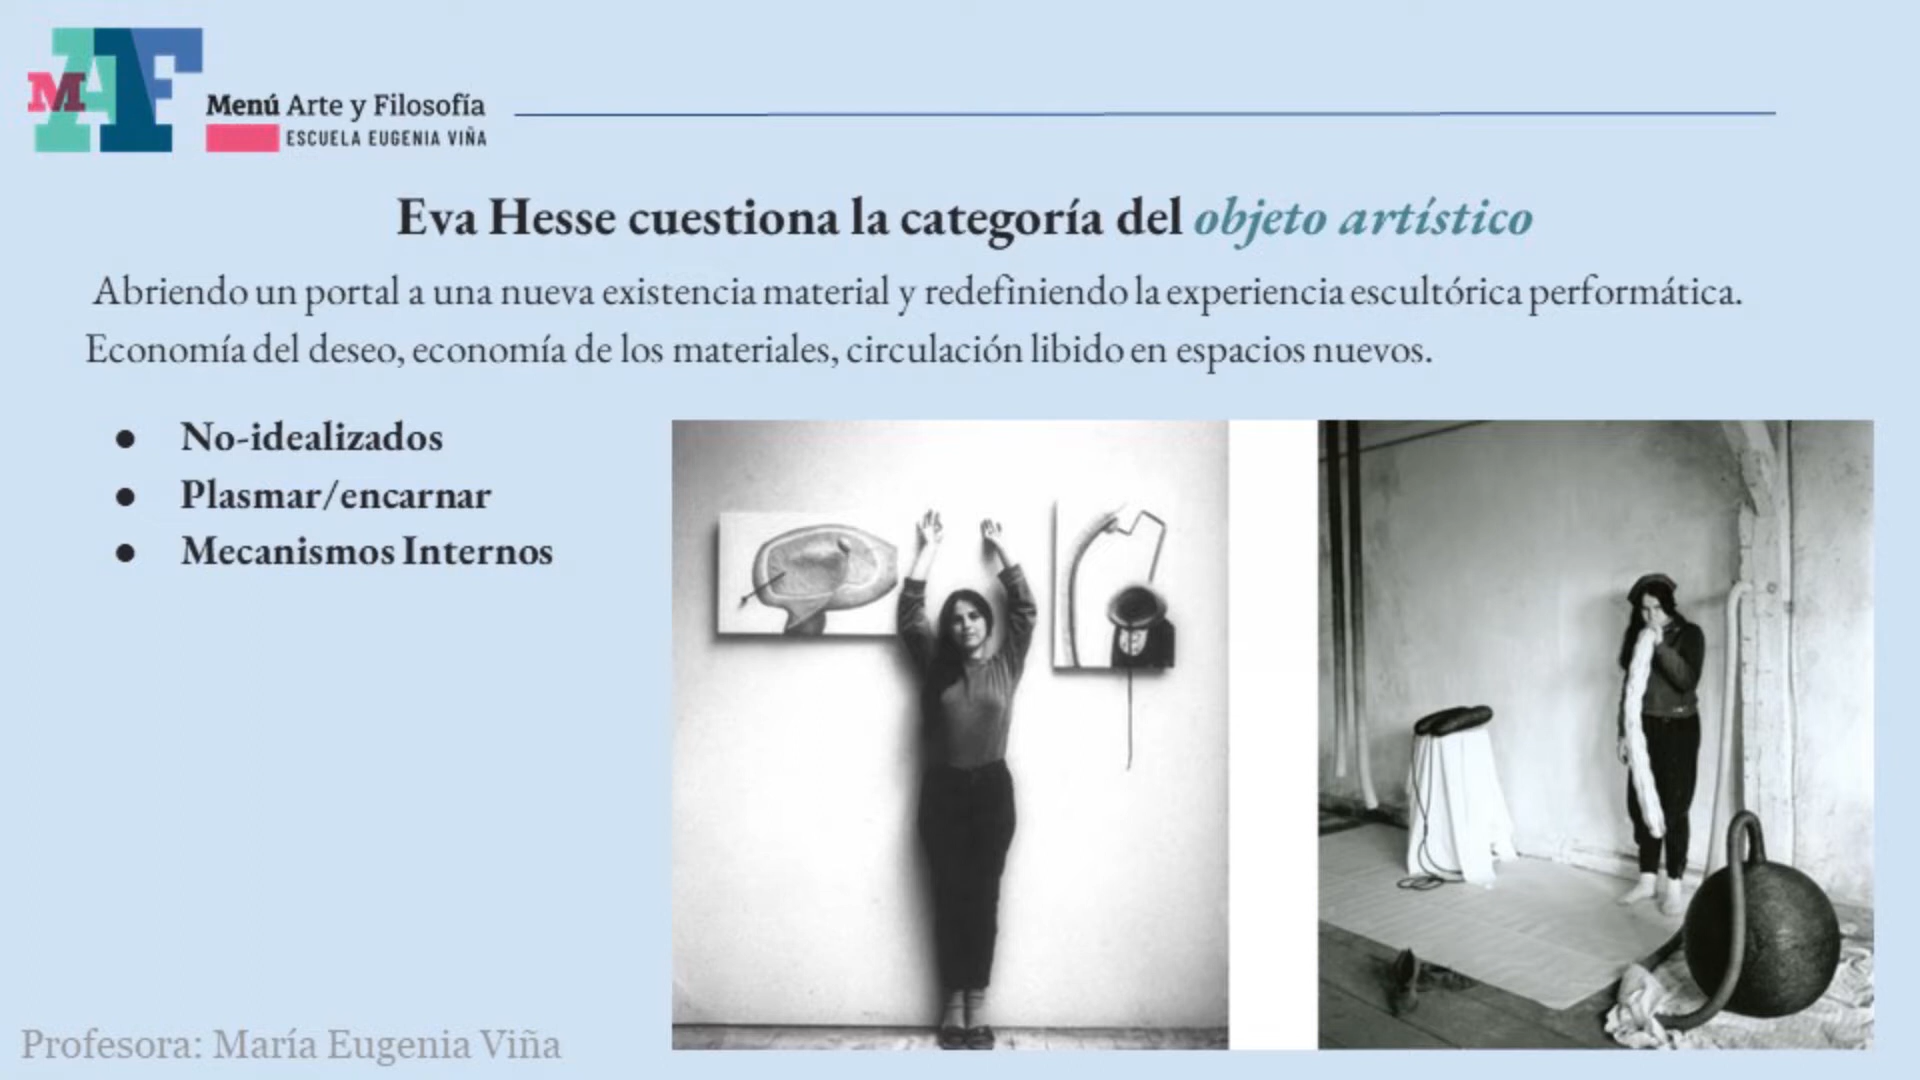 MAF
Menú Arte y Filosofía
ESCUELA EUGENIA VIÑA
Eva Hesse cuestiona la categoría del objeto artístico
Abriendo un portal a una nueva existencia material y redefiniendo la experiencia escultórica performática.
Economía del deseo, economía de los materiales, circulación libido en espacios nuevos.
● No-idealizados
● Plasmar/encarnar
● Mecanismos Internos
Profesora: María Eugenia Viña